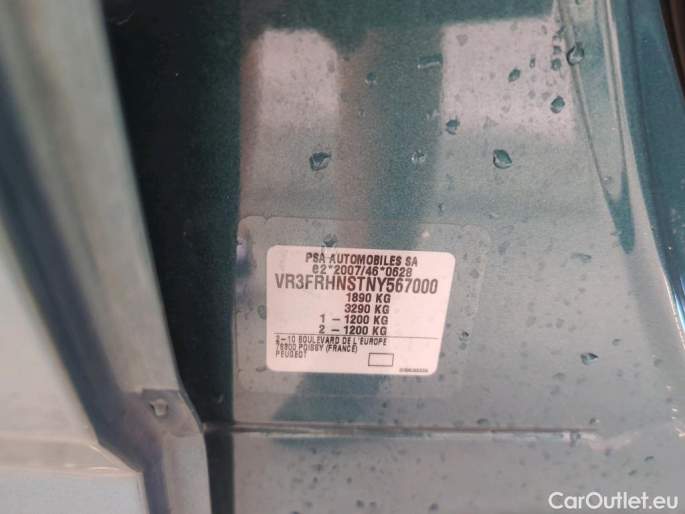 PSA AUTOMOBILES SA
e2*2007/46*0628
VR3FRHNSTNY567000
1890 KG
3290 KG
1 – 1200 KG
2 – 1200 KG
2–10 BOULEVARD DE L'EUROPE
78300 POISSY (FRANCE)
PEUGEOT
CarOutlet.eu